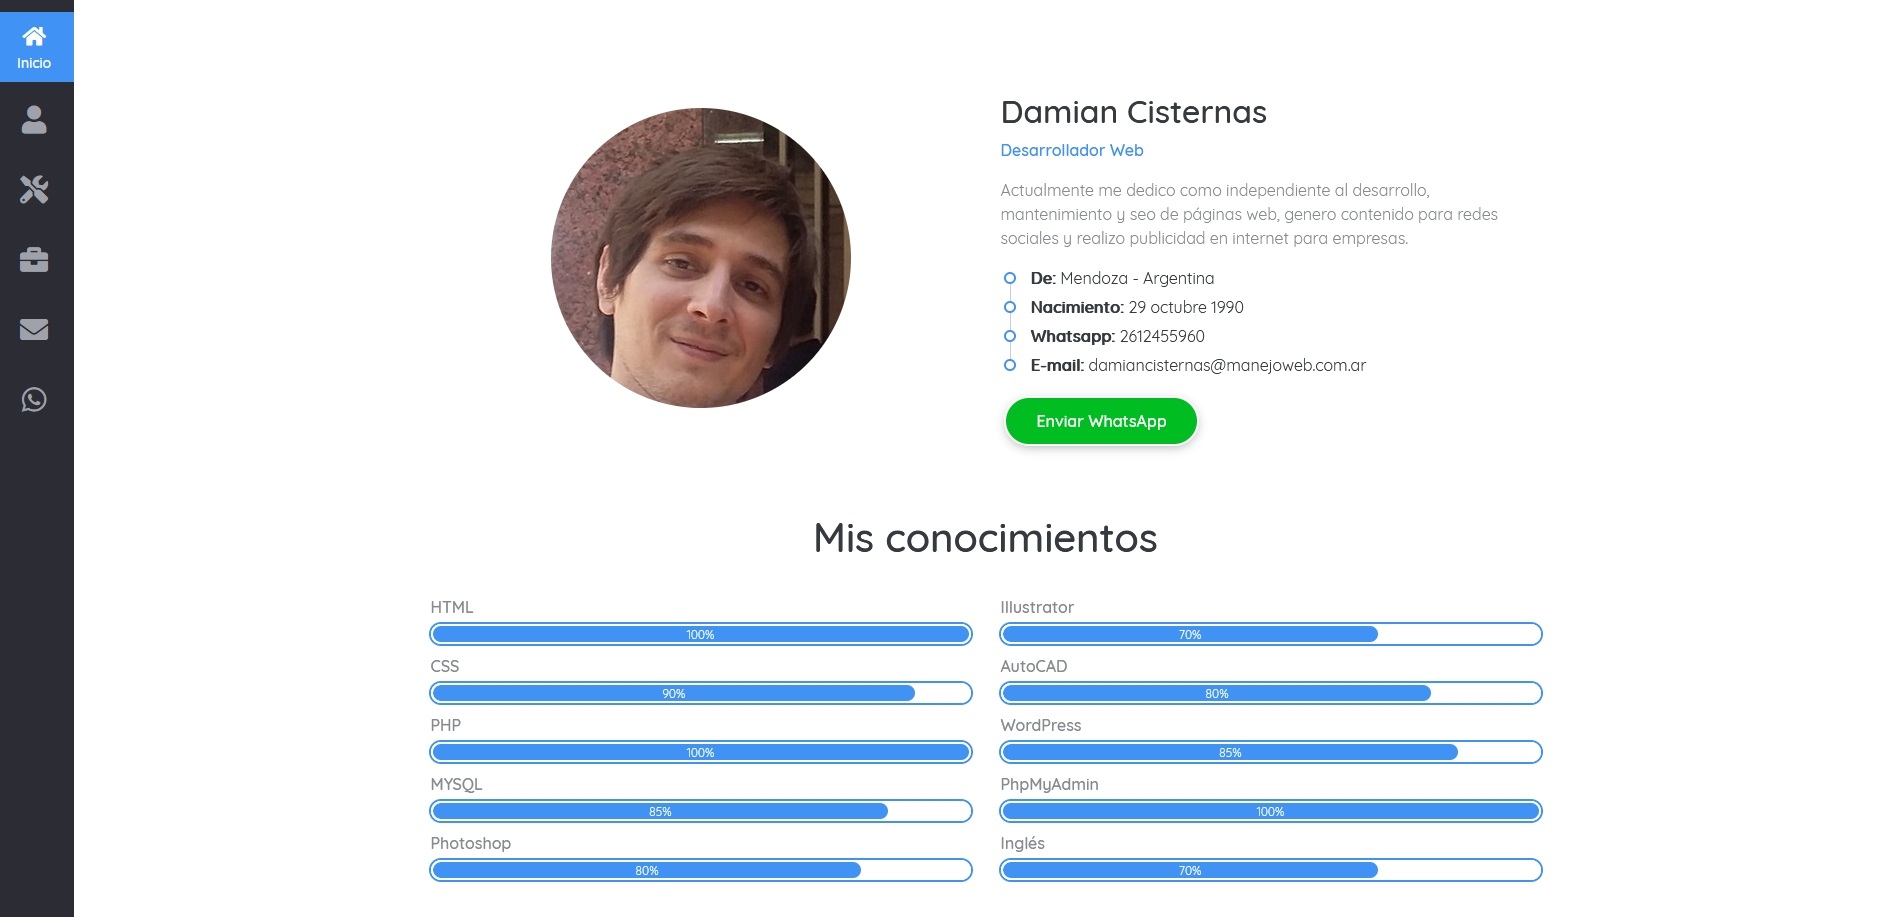 Inicio
Damian Cisternas
Desarrollador Web
Actualmente me dedico como independiente al desarrollo,
mantenimiento y seo de páginas web, genero contenido para redes
sociales y realizo publicidad en internet para empresas.
De: Mendoza - Argentina
Nacimiento: 29 octubre 1990
Whatsapp: 2612455960
E-mail: damiancisternas@manejoweb.com.ar
Enviar WhatsApp
Mis conocimientos
HTML
100%
CSS
90%
PHP
100%
MYSQL
85%
Photoshop
80%
Illustrator
70%
AutoCAD
80%
WordPress
85%
PhpMyAdmin
100%
Inglés
70%